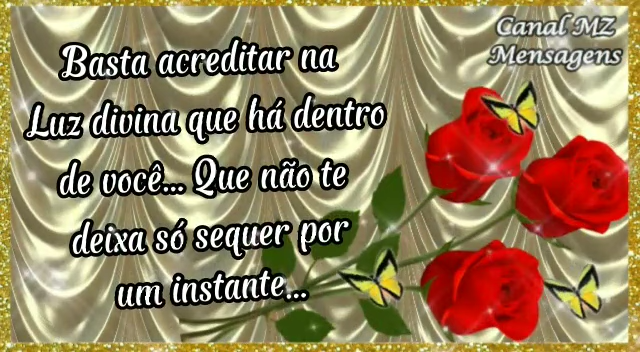 Canal MZ
Mensagens
Basta acreditar na
Luz divina que há dentro
de você... Que não te
deixa só sequer por
um instante...